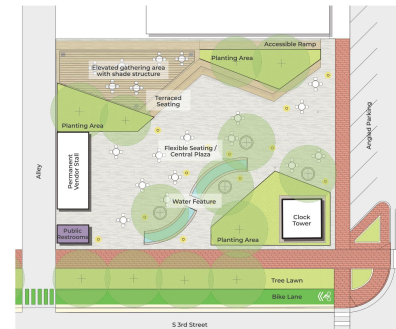 Accessible Ramp
Planting Area
Elevated gathering area
with shade structure
Terraced
Seating
Planting Area
Angled Parking
Alley
Permanent
Vendor Stall
Flexible Seating /
Central Plaza
Water Feature
Public
Restrooms
Clock
Tower
Planting Area
Tree Lawn
Bike Lane
S 3rd Street